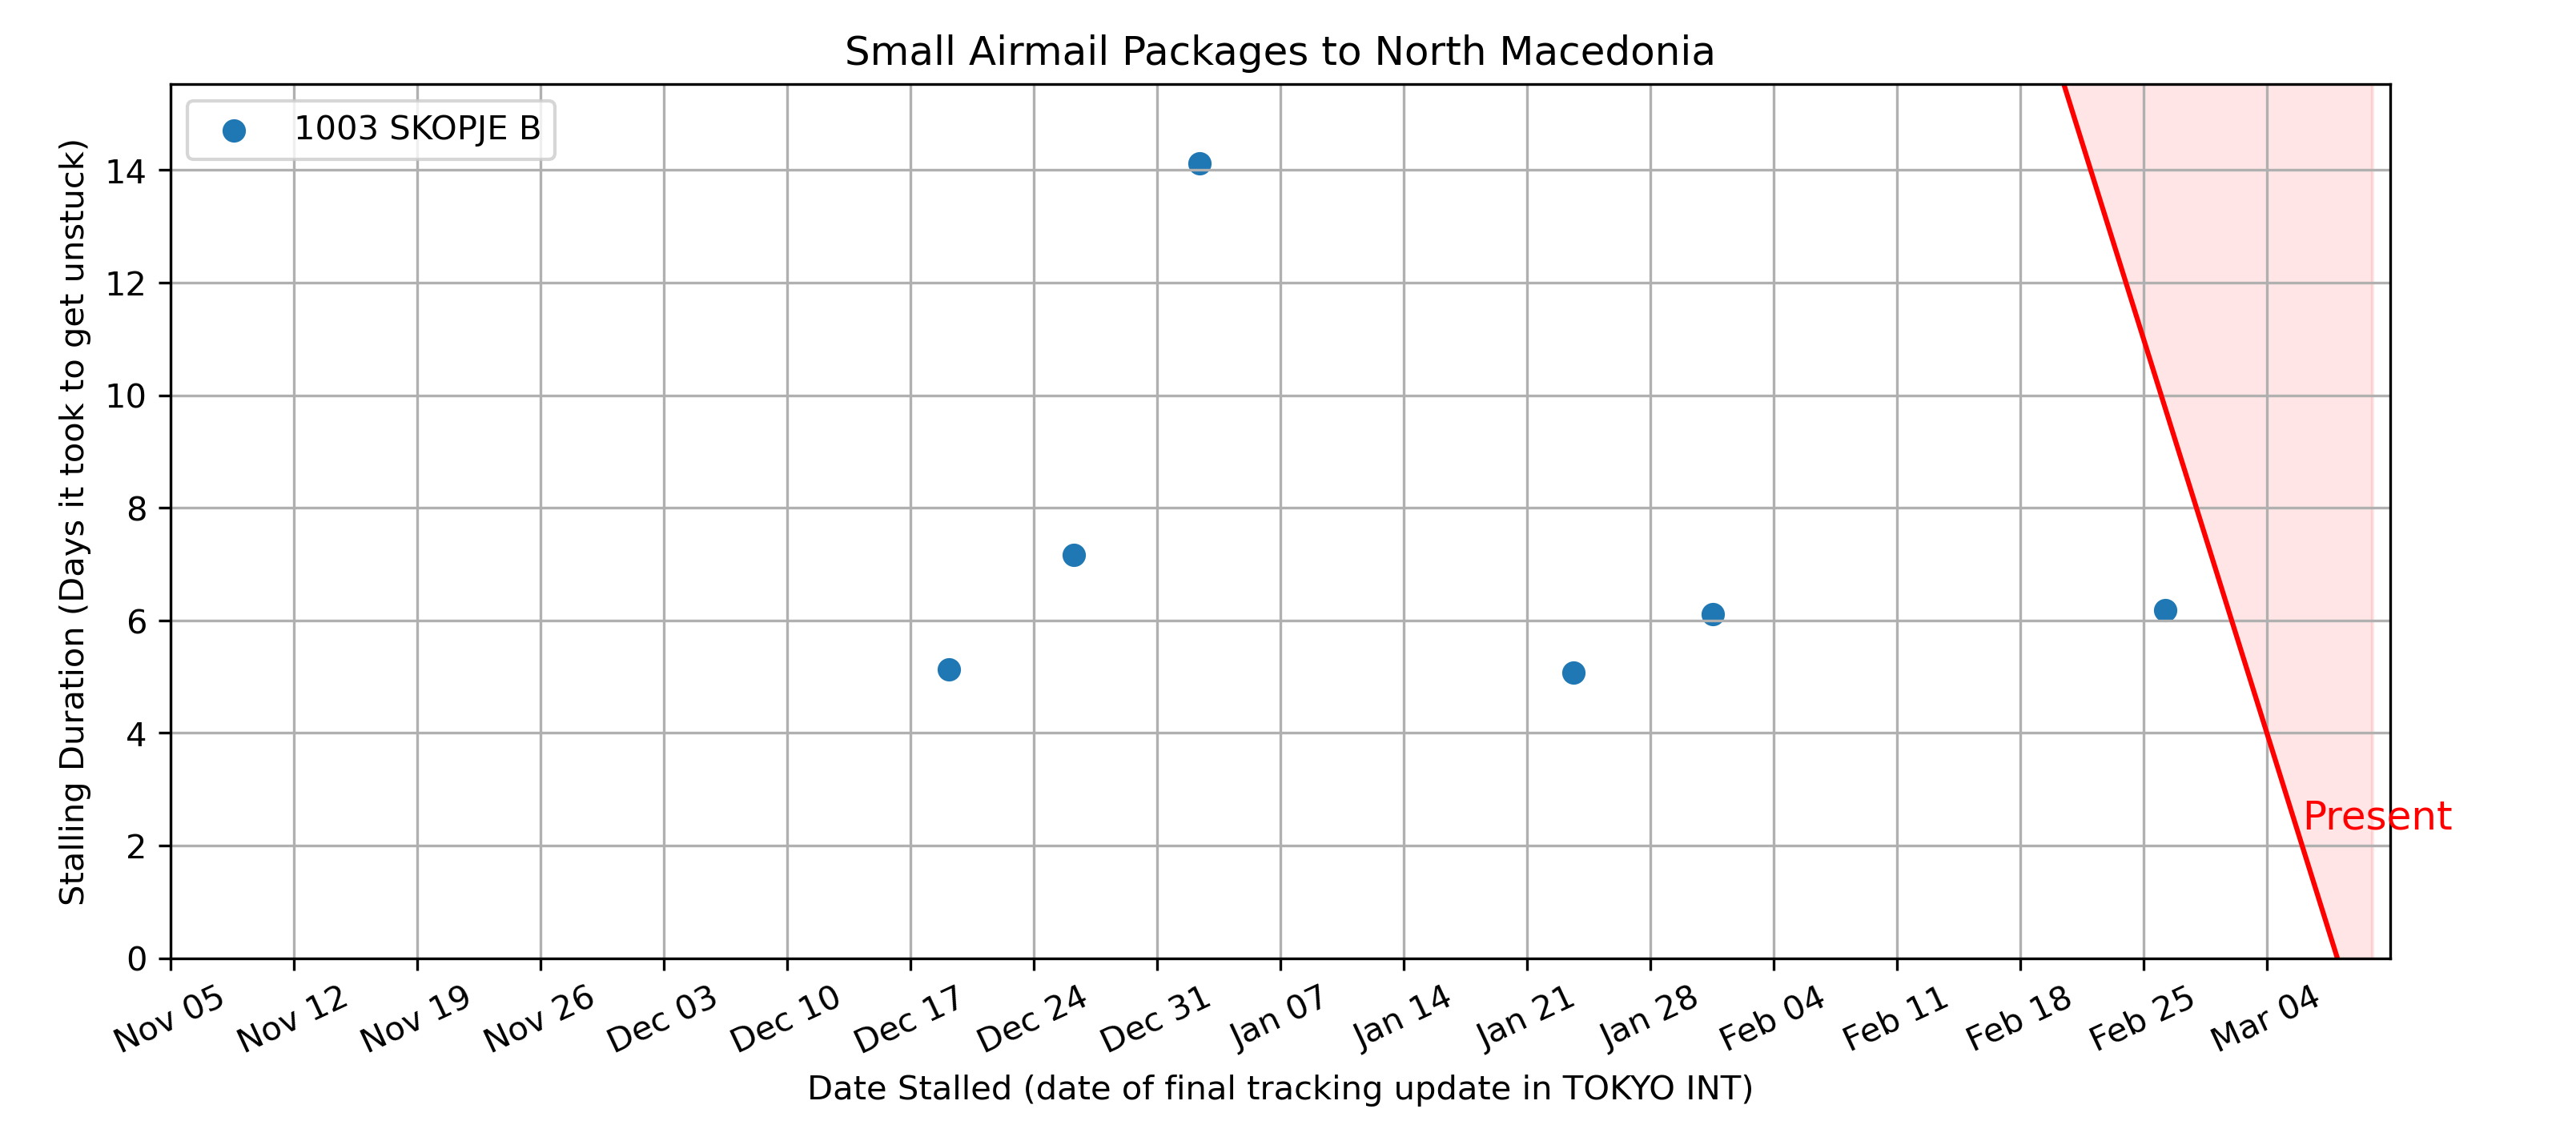 Small Airmail Packages to North Macedonia
1003 SKOPJE B
Stalling Duration (Days it took to get unstuck)
14
12
10
8
6
4
2
0
Present
Nov 05
Nov 12
Nov 19
Nov 26
Dec 03
Dec 10
Dec 17
Dec 24
Dec 31
Jan 07
Jan 14
Jan 21
Jan 28
Feb 04
Feb 11
Feb 18
Feb 25
Mar 04
Date Stalled (date of final tracking update in TOKYO INT)